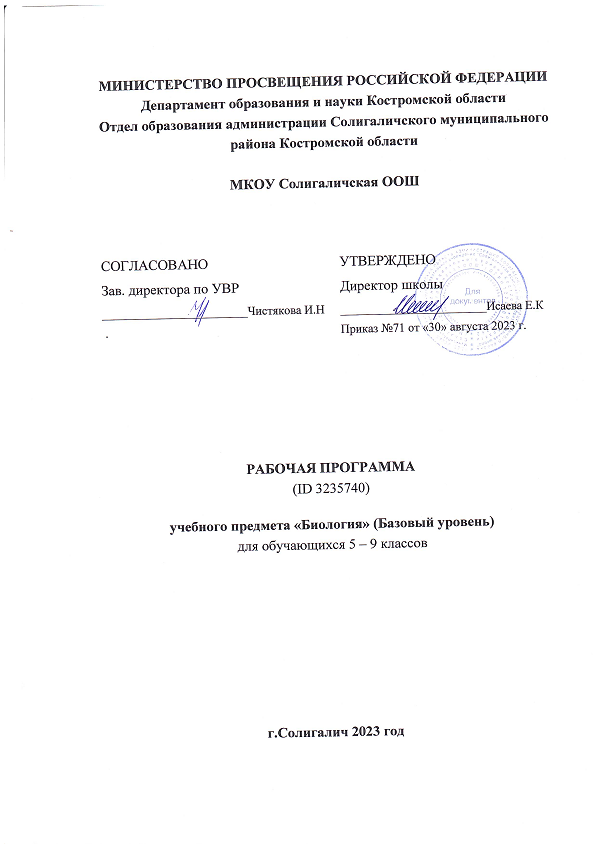 МИНИСТЕРСТВО ПРОСВЕЩЕНИЯ РОССИЙСКОЙ ФЕДЕРАЦИИ
Департамент образования и науки Костромской области
Отдел образования администрации Солигаличского муниципального
района Костромской области
МКОУ Солигаличская ООШ
СОГЛАСОВАНО
Зав. директора по УВР
Чистякова И.Н
УТВЕРЖДЕНО
Директор школы
Исаева Е.К
Приказ №71 от «30» августа 2023 г.
Для
документов
РАБОЧАЯ ПРОГРАММА
(ID 3235740)
учебного предмета «Биология» (Базовый уровень)
для обучающихся 5 – 9 классов
г.Солигалич 2023 год